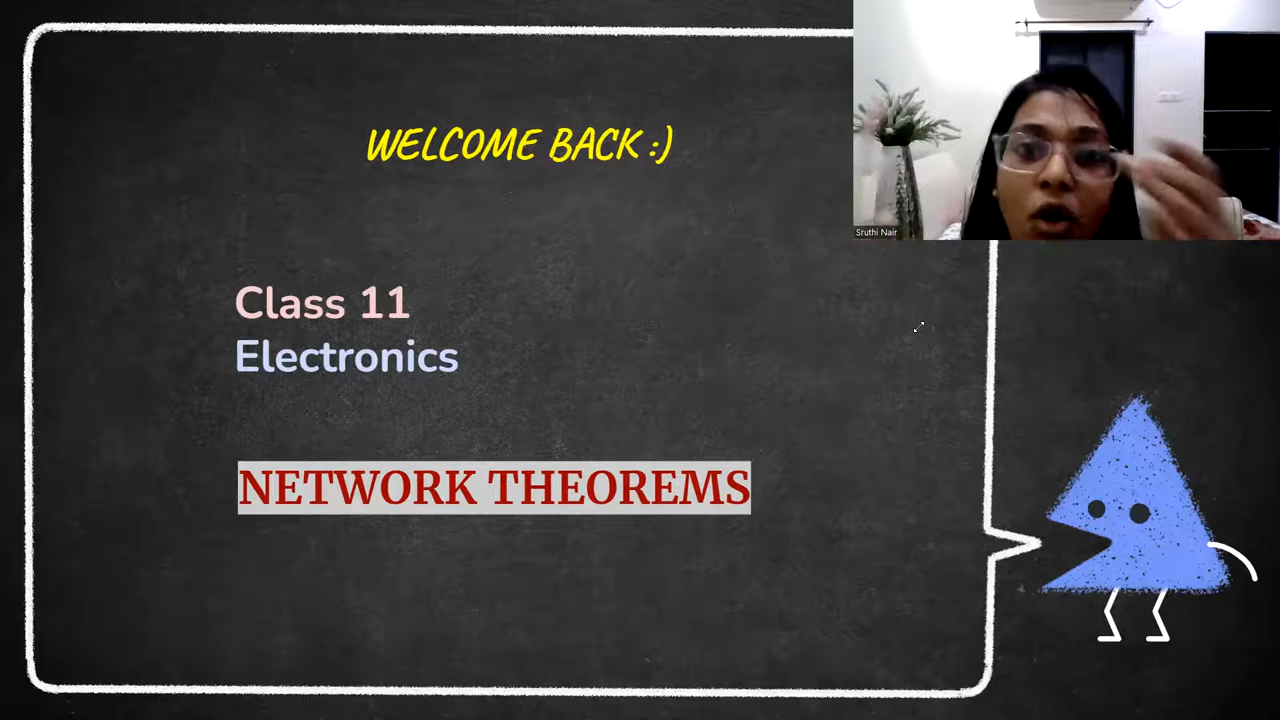 WELCOME BACK :)
Sruthi Nair
Class 11
Electronics
NETWORK THEOREMS